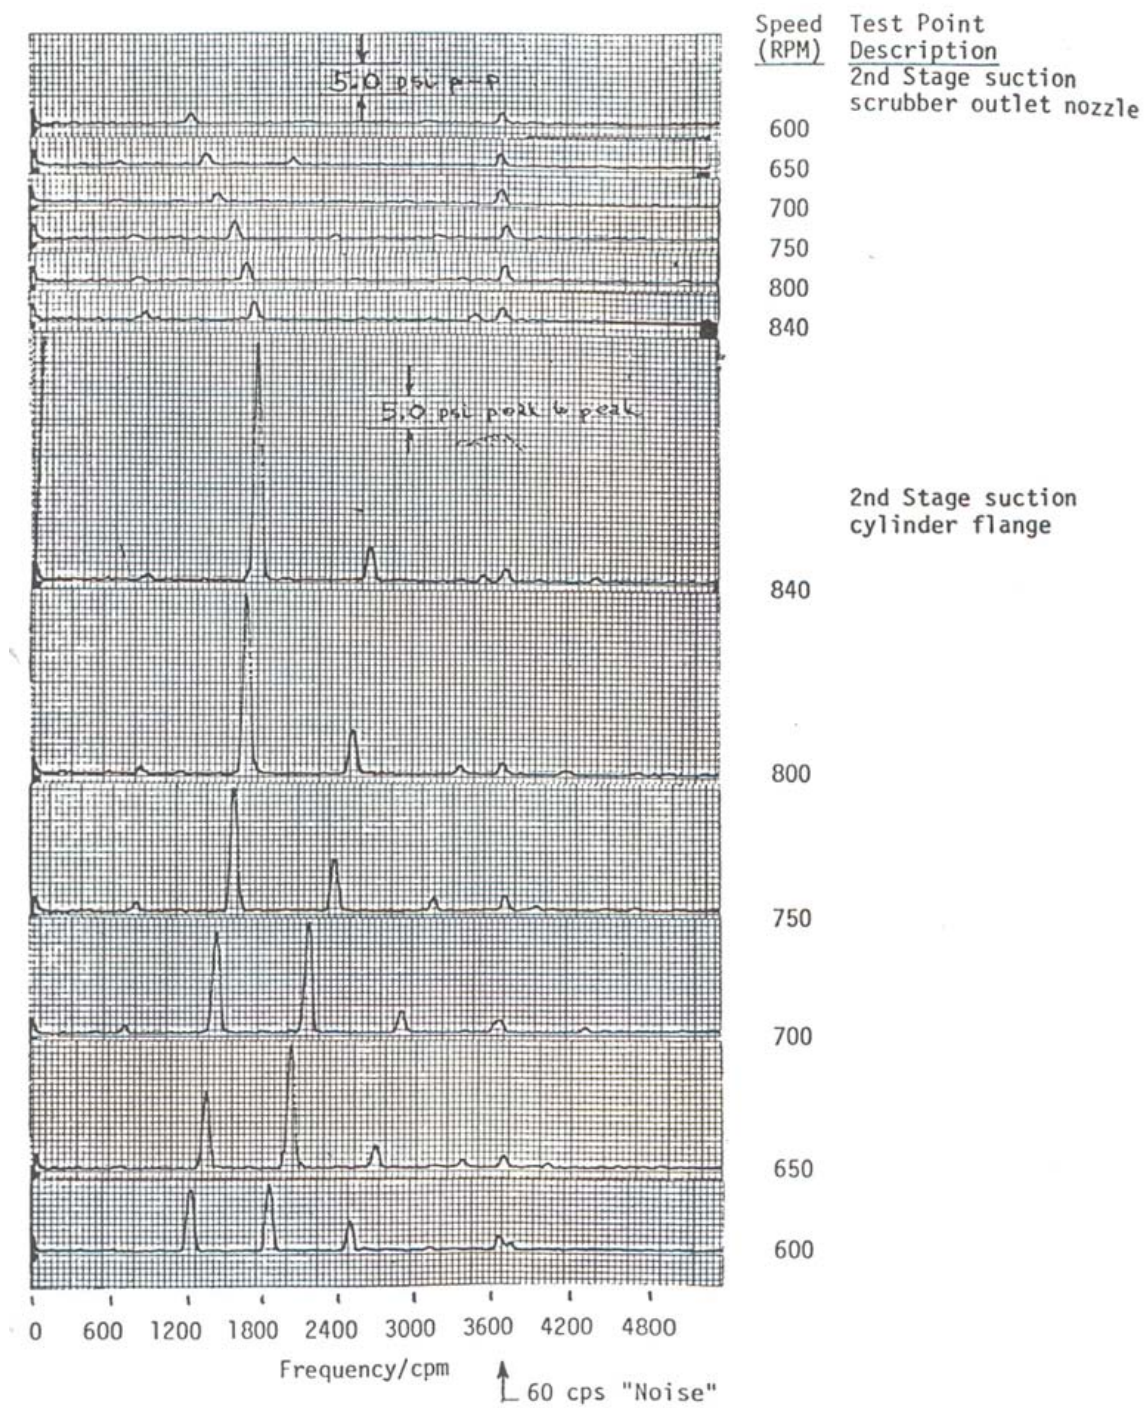 Speed Test Point
(RPM) Description
2nd Stage suction
scrubber outlet nozzle
5.0 psi p-p
600
650
700
750
800
840
5.0 psi peak to peak
2nd Stage suction
cylinder flange
840
800
750
700
650
600
0 600 1200 1800 2400 3000 3600 4200 4800
Frequency/cpm
60 cps "Noise"